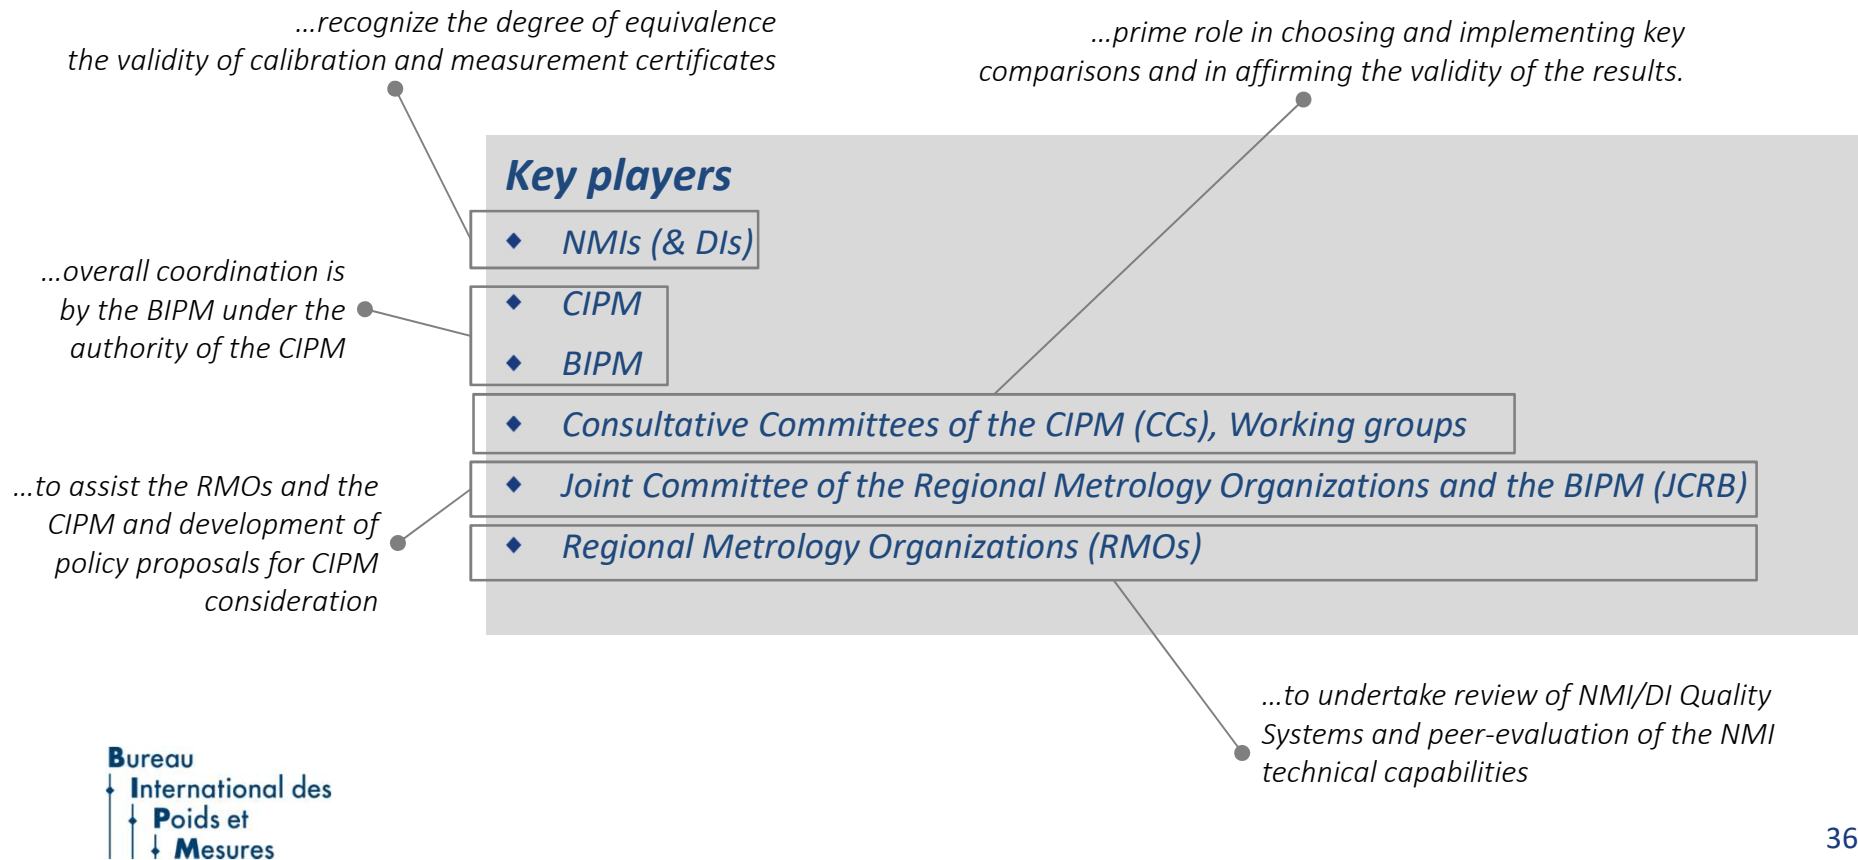 ...recognize the degree of equivalence
the validity of calibration and measurement certificates
...prime role in choosing and implementing key
comparisons and in affirming the validity of the results.
Key players
NMIs (& DIs)
...overall coordination is
by the BIPM under the
authority of the CIPM
CIPM
BIPM
Consultative Committees of the CIPM (CCs), Working groups
...to assist the RMOs and the
CIPM and development of
policy proposals for CIPM
consideration
Joint Committee of the Regional Metrology Organizations and the BIPM (JCRB)
Regional Metrology Organizations (RMOs)
...to undertake review of NMI/DI Quality
Systems and peer-evaluation of the NMI
technical capabilities
Bureau
International des
Poids et
Mesures
36